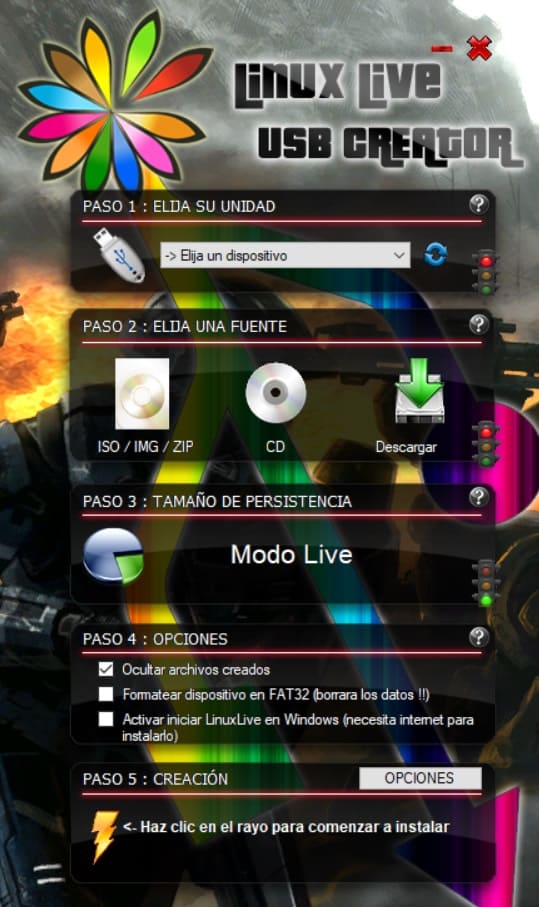 Linux Live
USB Creator
PASO 1 : ELIJA SU UNIDAD
?
-> Elija un dispositivo
PASO 2 : ELIJA UNA FUENTE
?
ISO / IMG / ZIP
CD
Descargar
PASO 3 : TAMAÑO DE PERSISTENCIA
?
Modo Live
PASO 4 : OPCIONES
?
Ocultar archivos creados
Formatear dispositivo en FAT32 (borrara los datos !!)
Activar iniciar LinuxLive en Windows (necesita internet para
instalarlo)
PASO 5 : CREACIÓN
OPCIONES
<- Haz clic en el rayo para comenzar a instalar